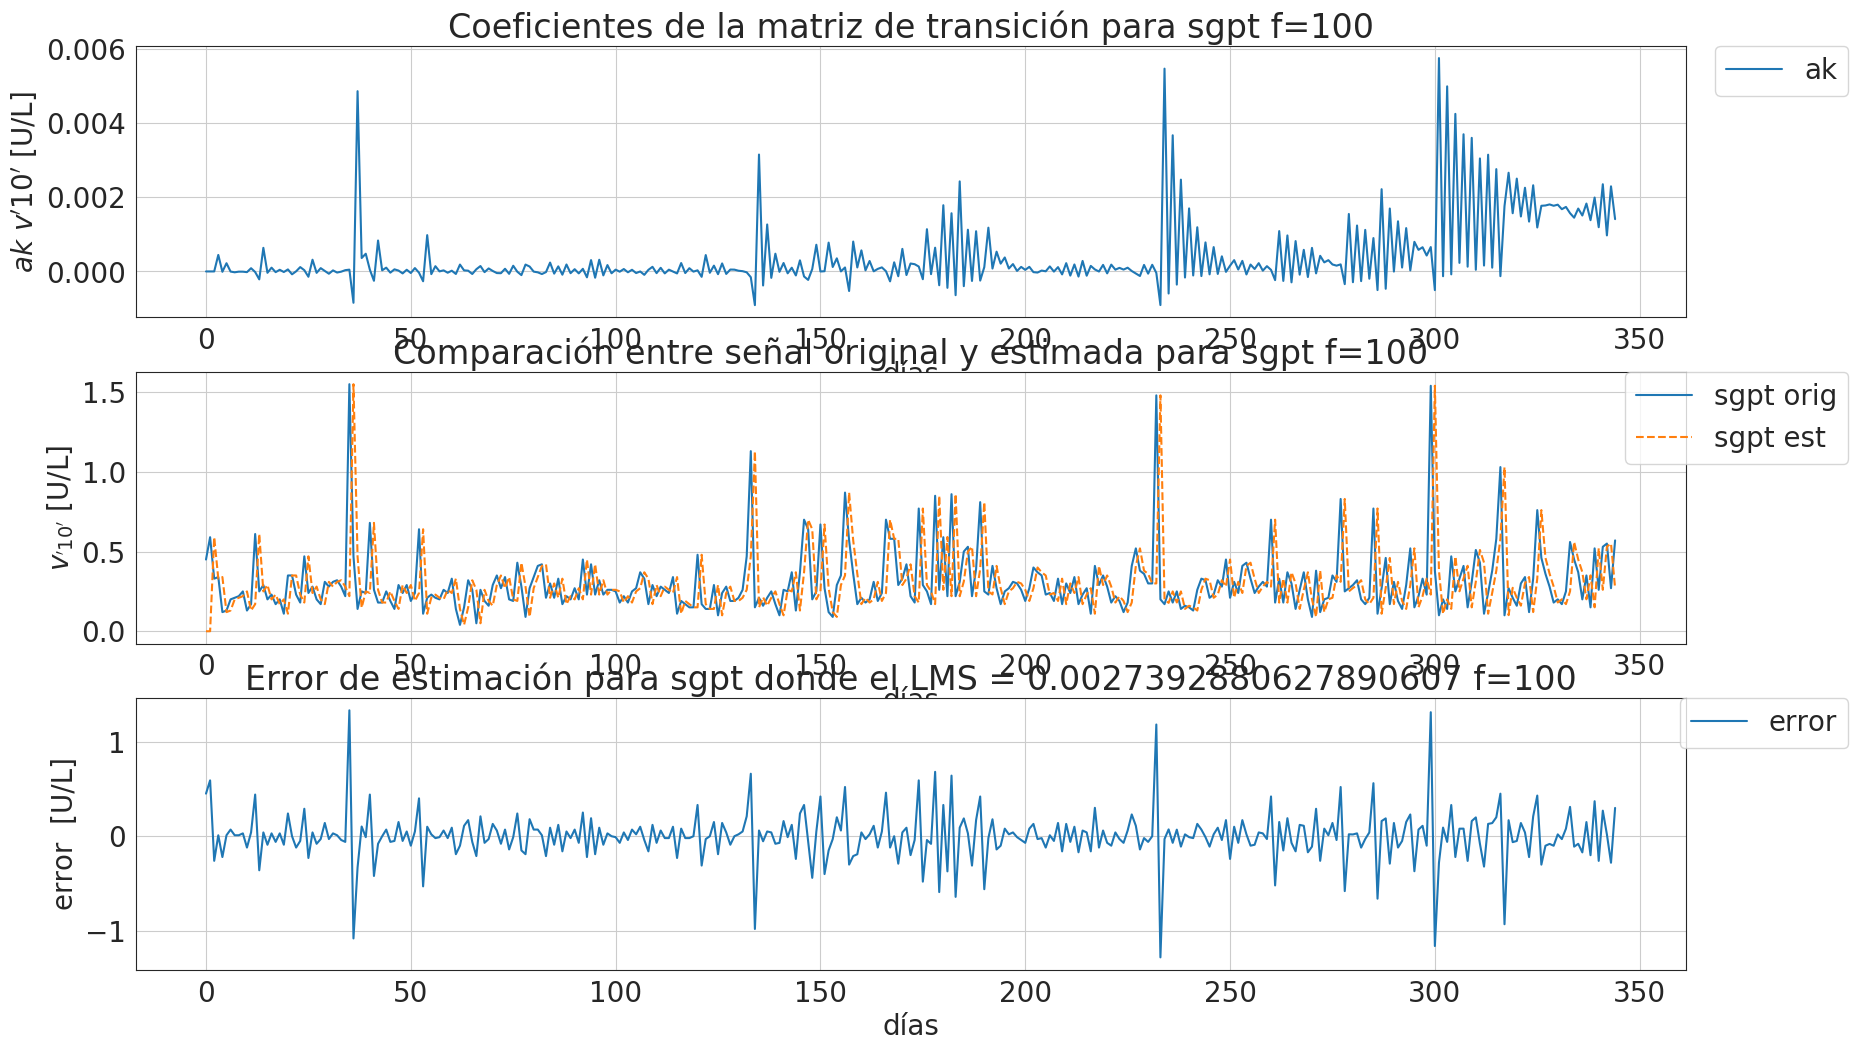 Coeficientes de la matriz de transición para sgpt f=100
ak v'10' [U/L]
0.006
0.004
0.002
0.000
ak
0 50 100 150 200 250 300 350
días
Comparación entre señal original y estimada para sgpt f=100
v'10' [U/L]
1.5
1.0
0.5
0.0
sgpt orig
sgpt est
0 50 100 150 200 250 300 350
días
Error de estimación para sgpt donde el LMS = 0.0027392880627890607 f=100
error [U/L]
1
0
−1
error
0 50 100 150 200 250 300 350
días